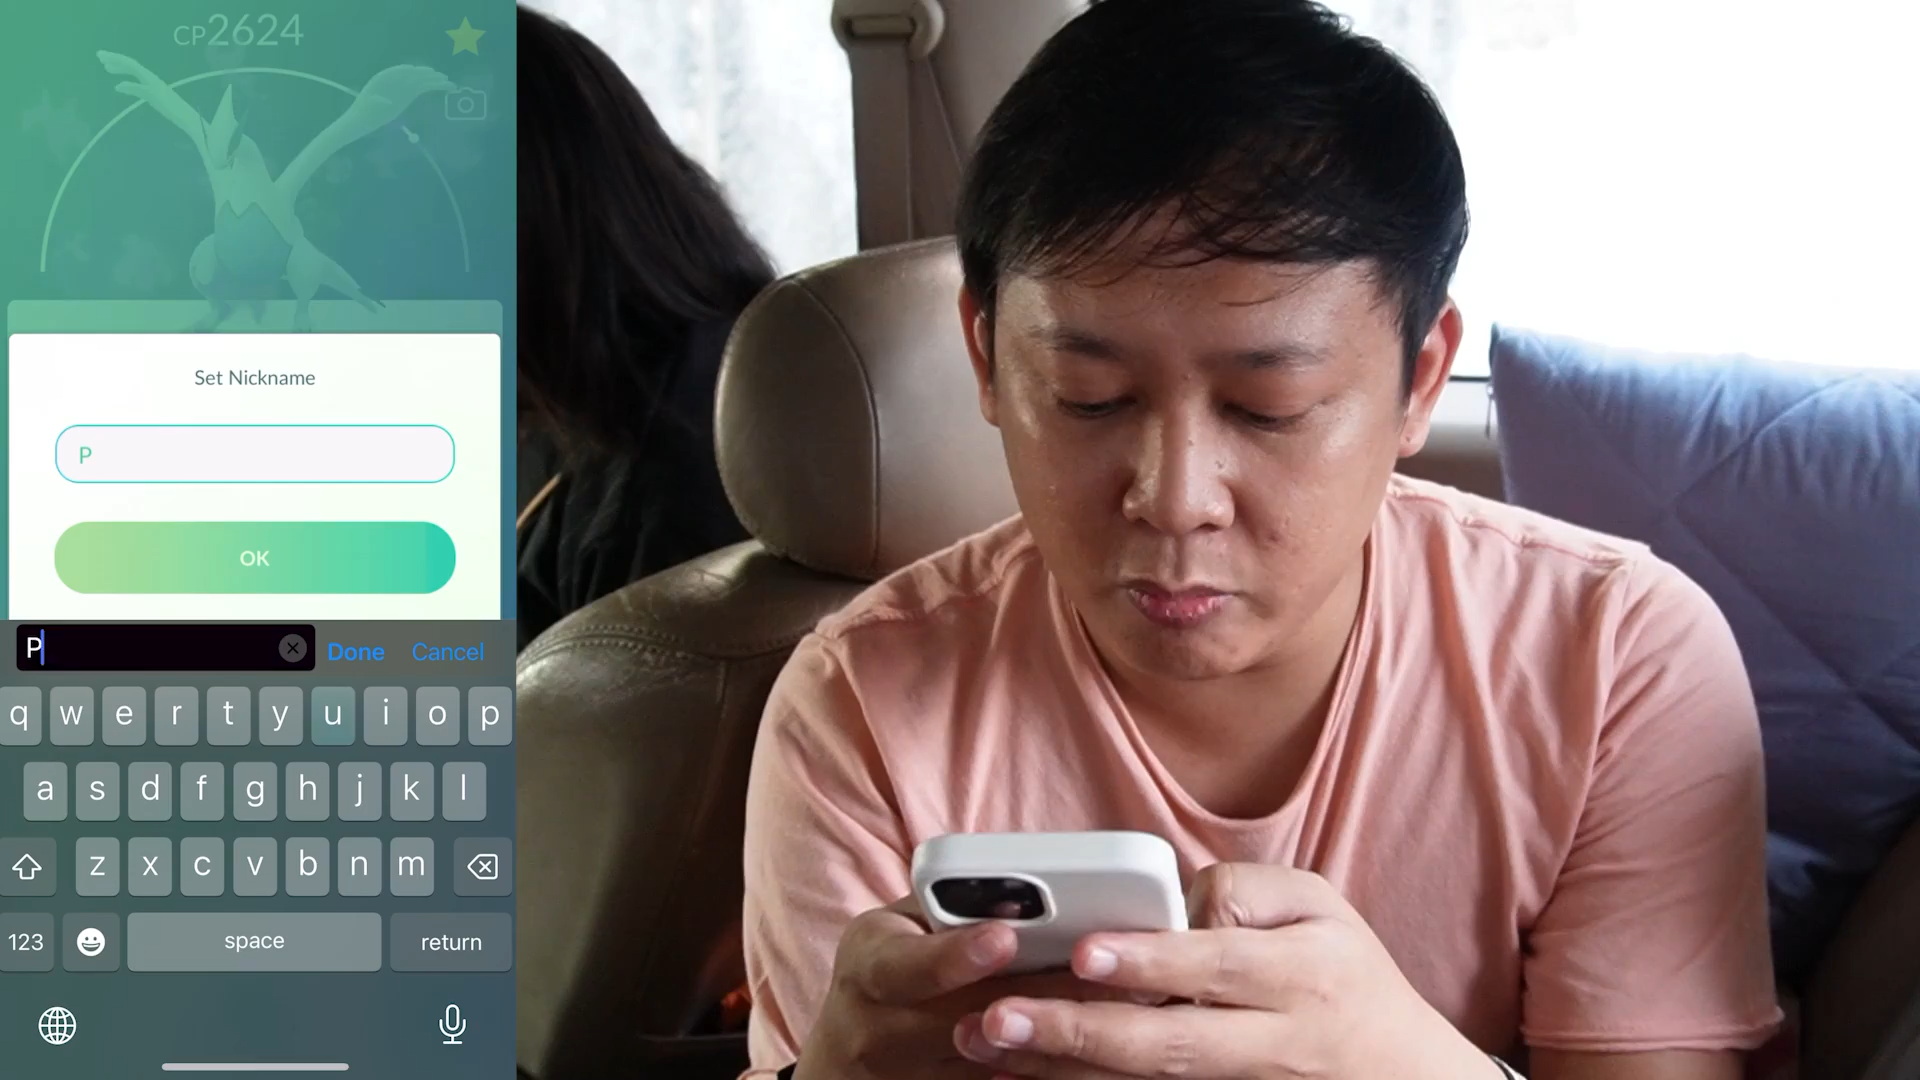 CP2624
Set Nickname
P
OK
P
Done
Cancel
q w e r t y u i o p
a s d f g h j k l
z x c v b n m
123
space
return